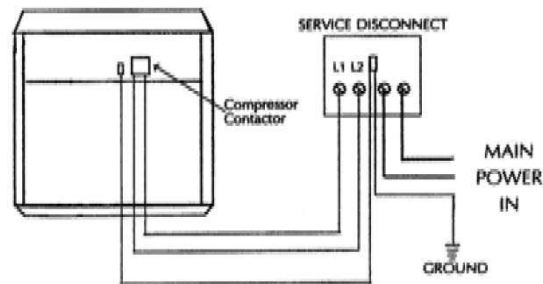 SERVICE DISCONNECT
L1 L2
Compressor
Contactor
MAIN
POWER
IN
GROUND